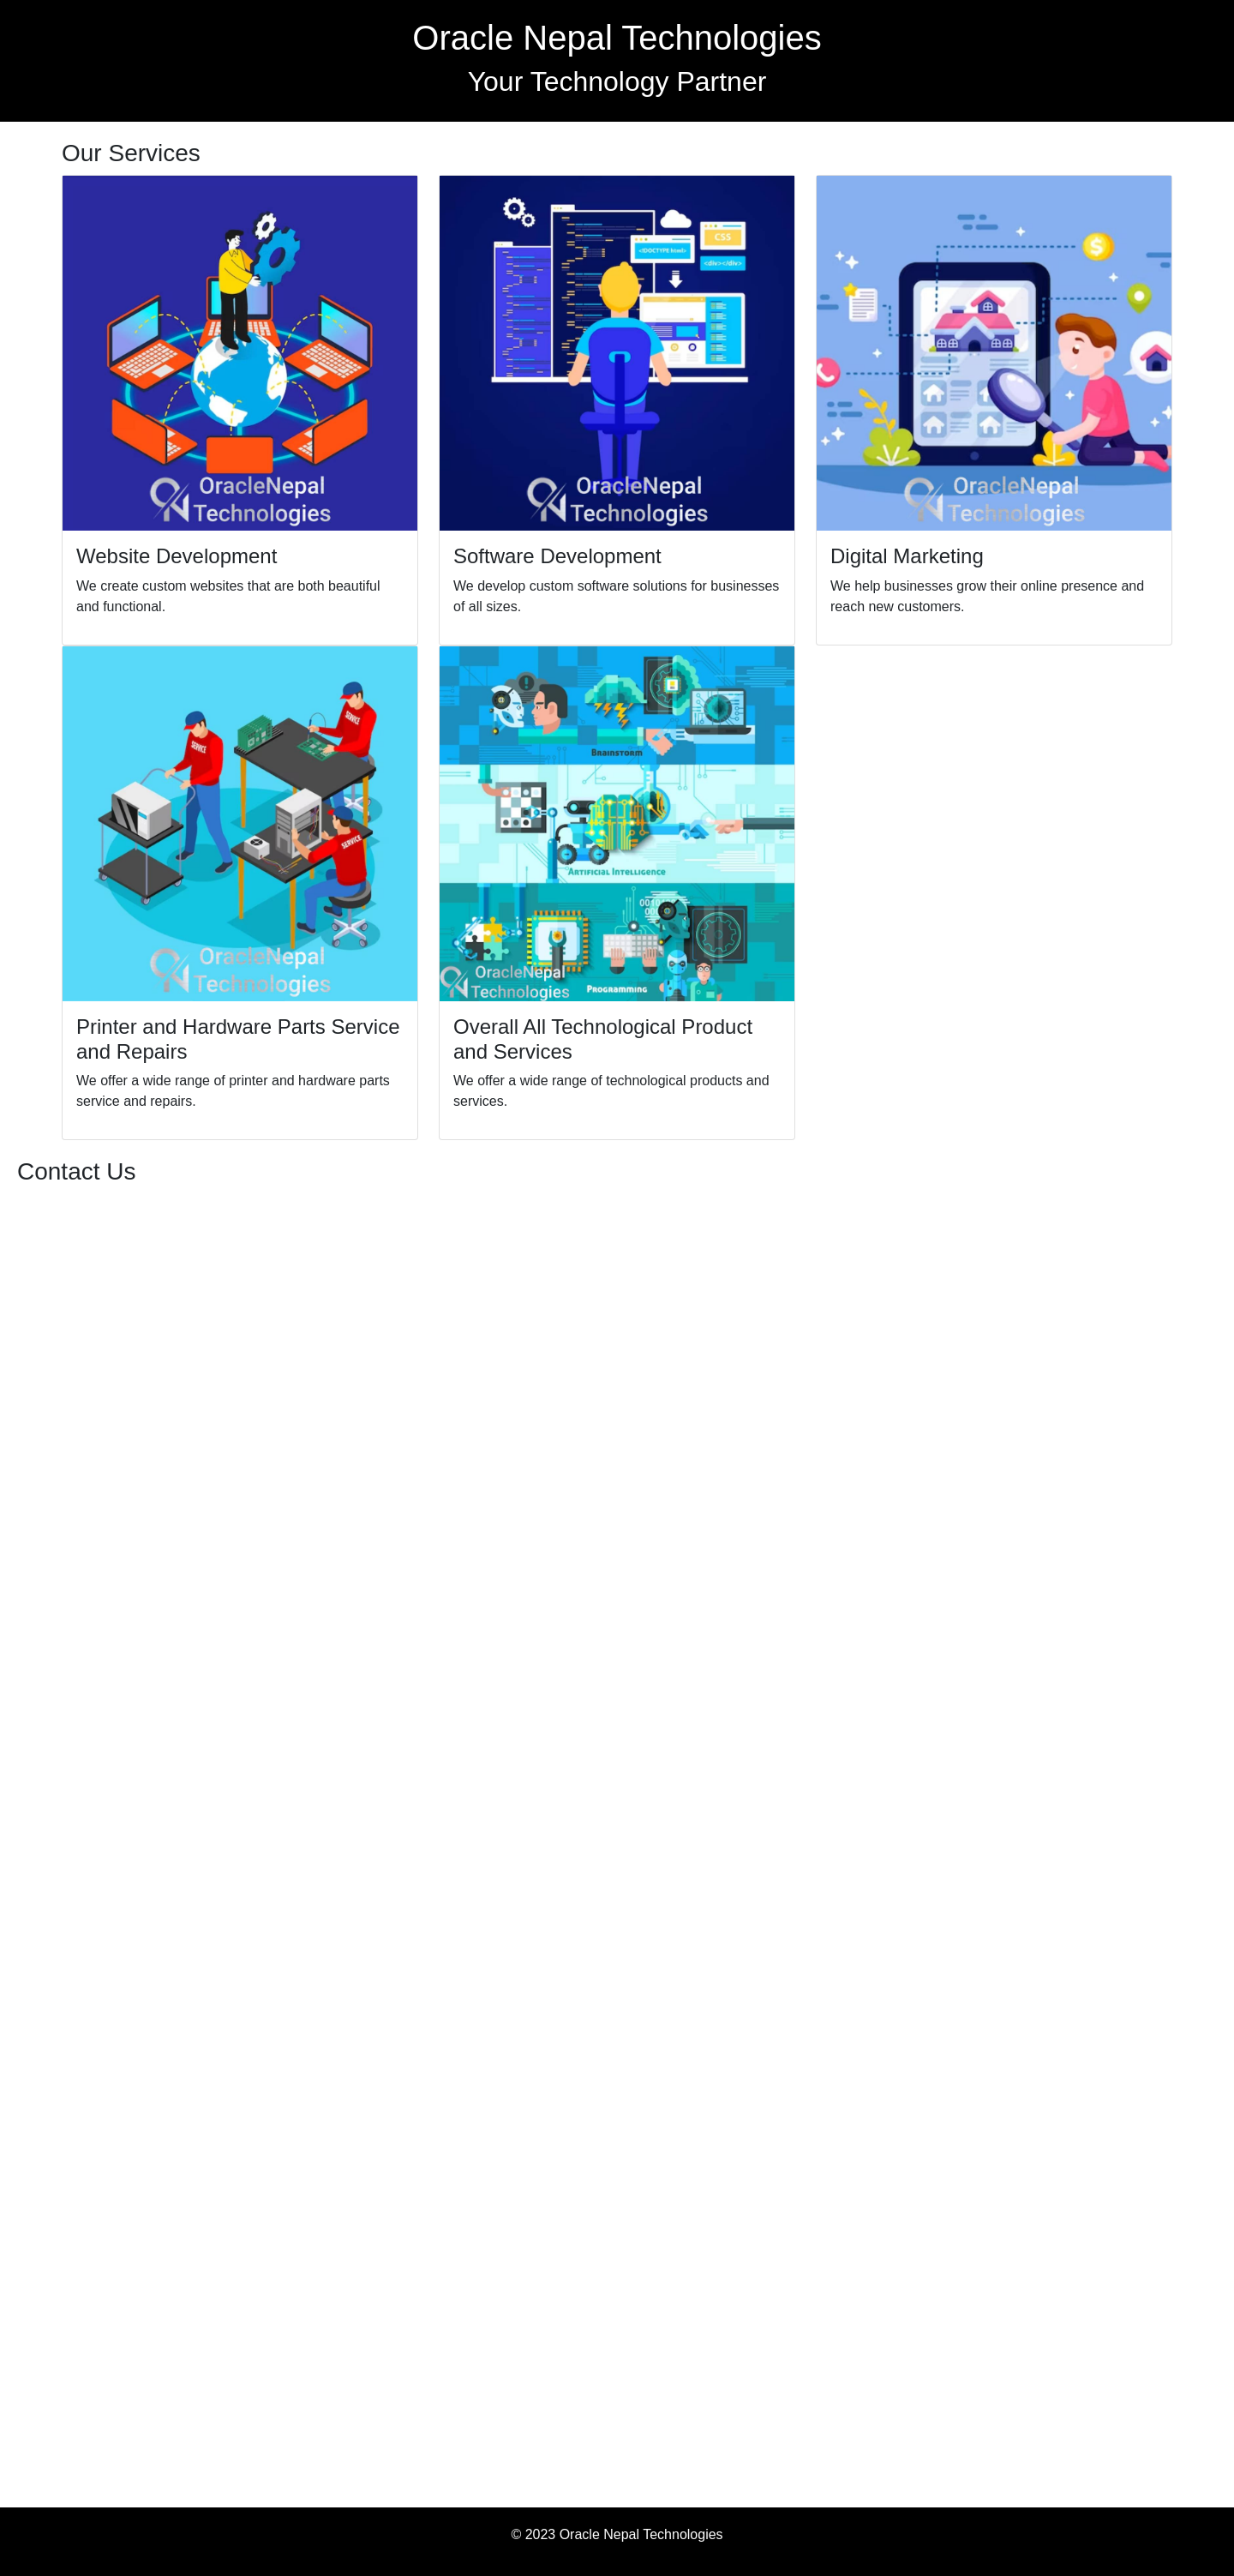 Oracle Nepal Technologies
Your Technology Partner
Our Services
CSS
<!DOCTYPE html>
<div></div>
OracleNepal
Technologies
OracleNepal
Technologies
OracleNepal
Technologies
Website Development
We create custom websites that are both beautiful
and functional.
Software Development
We develop custom software solutions for businesses
of all sizes.
Digital Marketing
We help businesses grow their online presence and
reach new customers.
SERVICE
SERVICE
SERVICE
OracleNepal
Technologies
Brainstorm
Artificial Intelligence
OracleNepal
Technologies
Programming
Printer and Hardware Parts Service
and Repairs
We offer a wide range of printer and hardware parts
service and repairs.
Overall All Technological Product
and Services
We offer a wide range of technological products and
services.
Contact Us
© 2023 Oracle Nepal Technologies